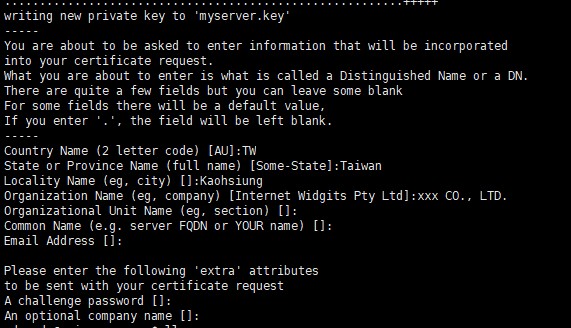 ............................................................+++++
writing new private key to 'myserver.key'
-----
You are about to be asked to enter information that will be incorporated
into your certificate request.
What you are about to enter is what is called a Distinguished Name or a DN.
There are quite a few fields but you can leave some blank
For some fields there will be a default value,
If you enter '.', the field will be left blank.
-----
Country Name (2 letter code) [AU]:TW
State or Province Name (full name) [Some-State]:Taiwan
Locality Name (eg, city) []:Kaohsiung
Organization Name (eg, company) [Internet Widgits Pty Ltd]:xxx CO., LTD.
Organizational Unit Name (eg, section) []:
Common Name (e.g. server FQDN or YOUR name) []:
Email Address []:
Please enter the following 'extra' attributes
to be sent with your certificate request
A challenge password []:
An optional company name []: